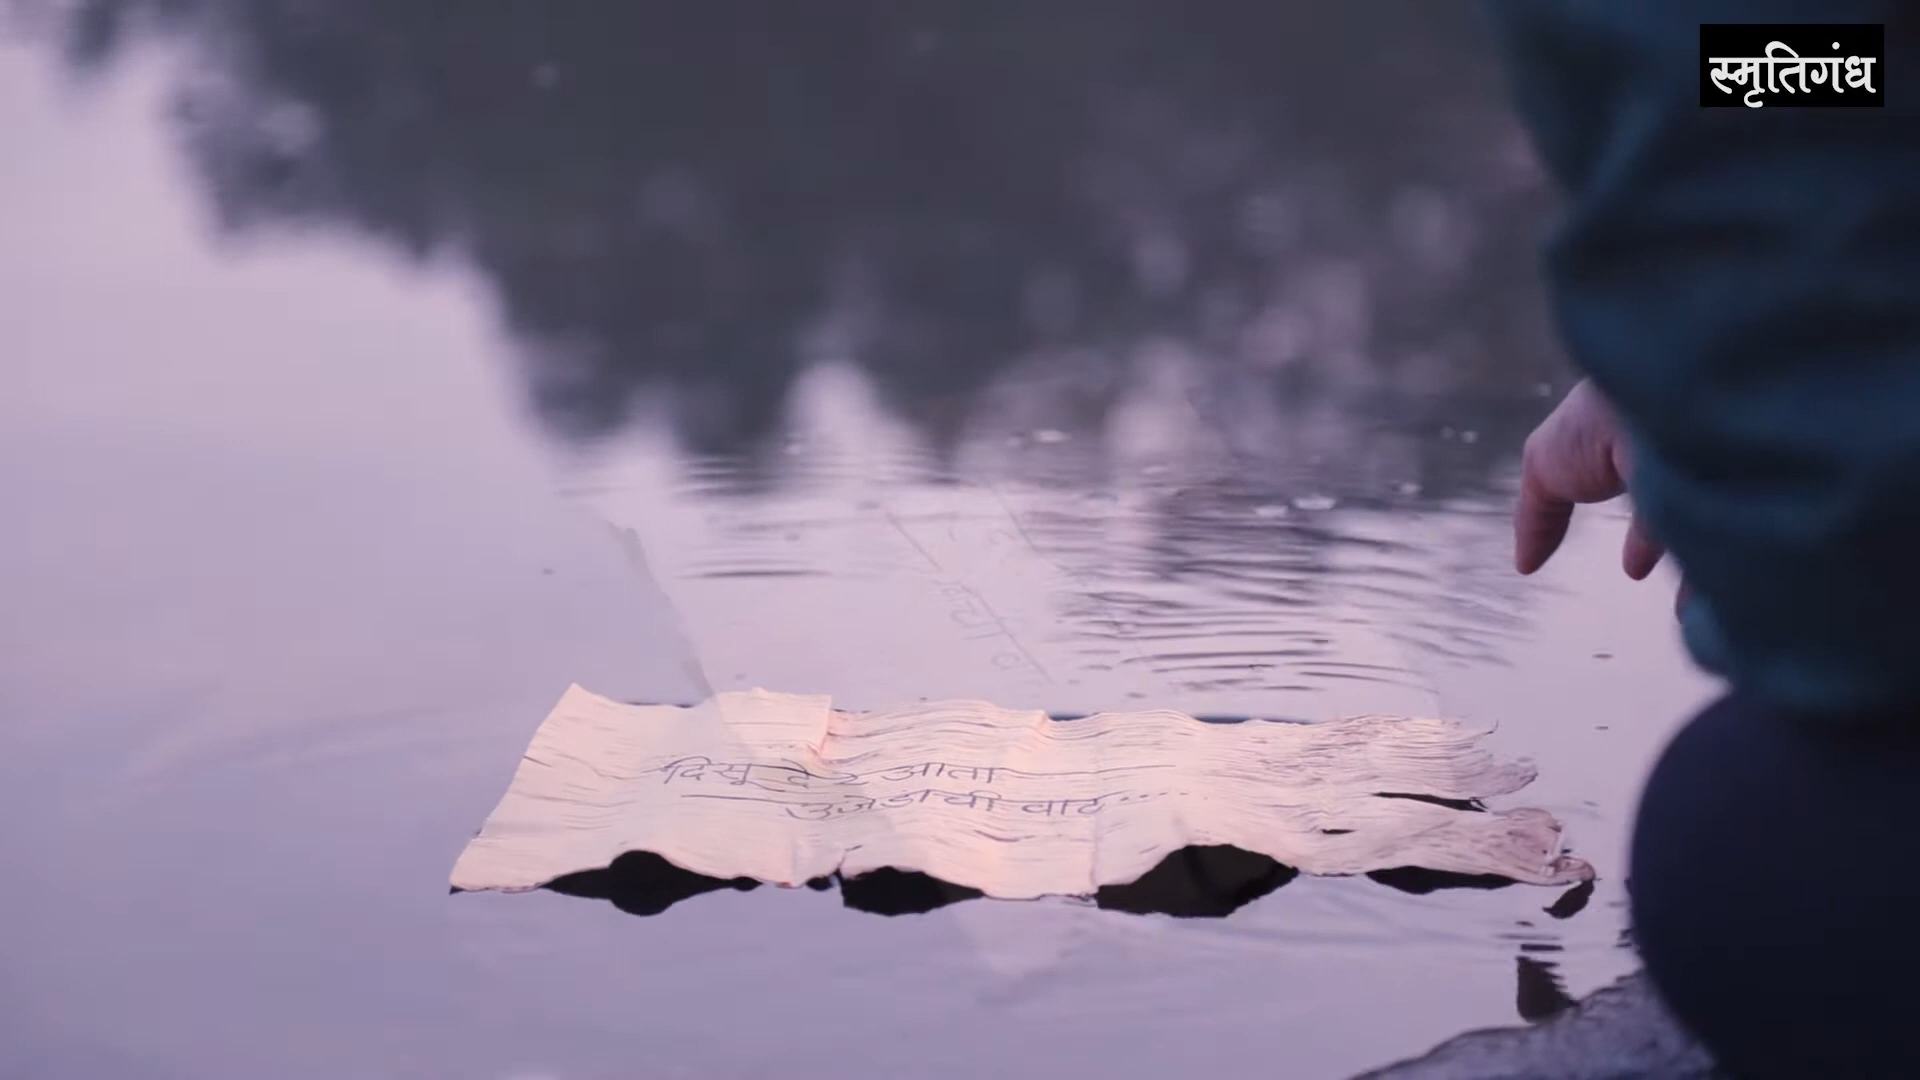 स्मृतिगंध
दिसू दे रे आता
उजेडाची वाट....